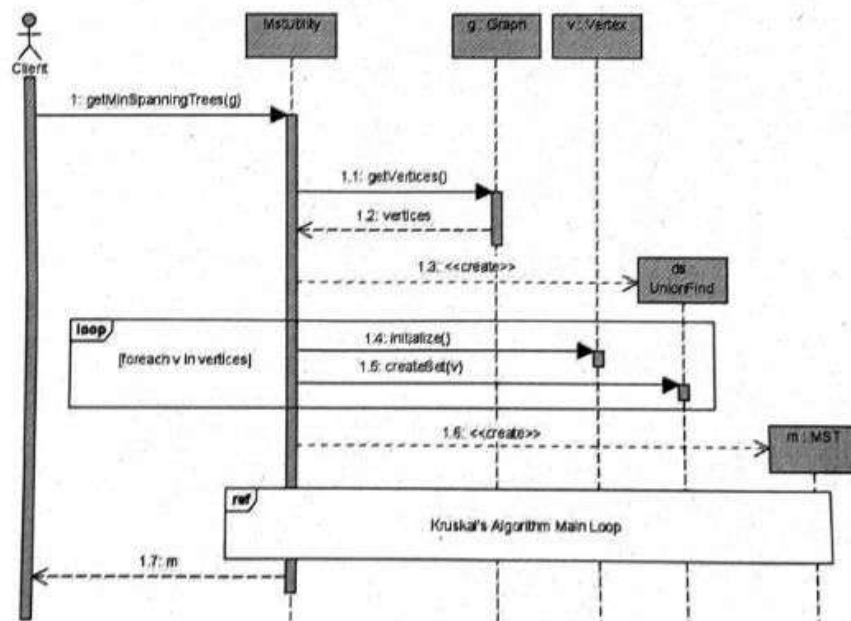 MstUtility
g : Graph
v : Vertex
Client
1: getMinSpanningTrees(g)
1.1: getVertices()
1.2: vertices
1.3: <<create>>
ds :
UnionFind
loop
[foreach v in vertices]
1.4: initialize()
1.5: createSet(v)
1.6: <<create>>
m : MST
ref
Kruskal's Algorithm Main Loop
1.7: m